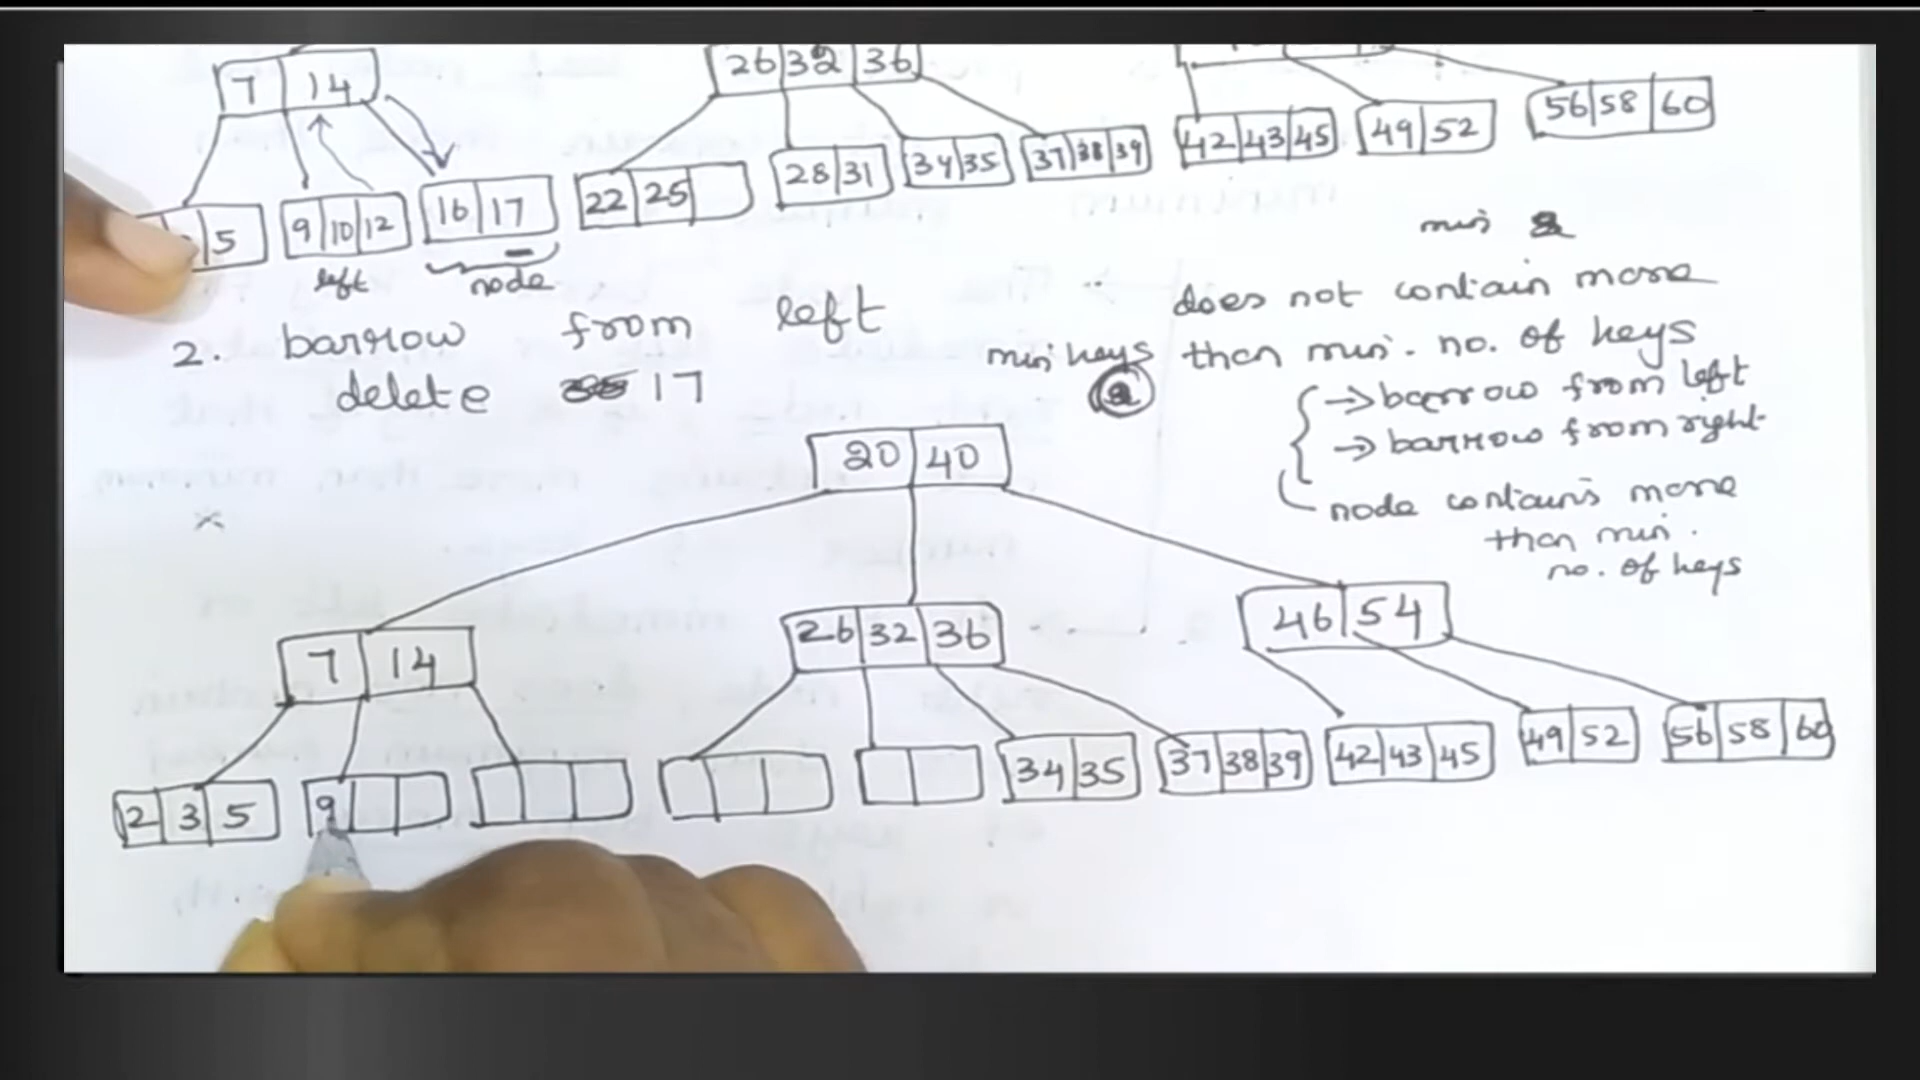 7 14
26 32 36
56 58 60
5
9 10 12
16 17
22 25
28 31
34 35
37 38 39
42 43 45
49 52
left
node
min 2
2. barrow from left
delete 17
does not contain more
min keys than min. no. of keys
2
→ barrow from left
→ barrow from right
node contains more
than min.
no. of keys
20 40
7 14
26 32 36
46 54
2 3 5
9
34 35
37 38 39
42 43 45
49 52
56 58 60